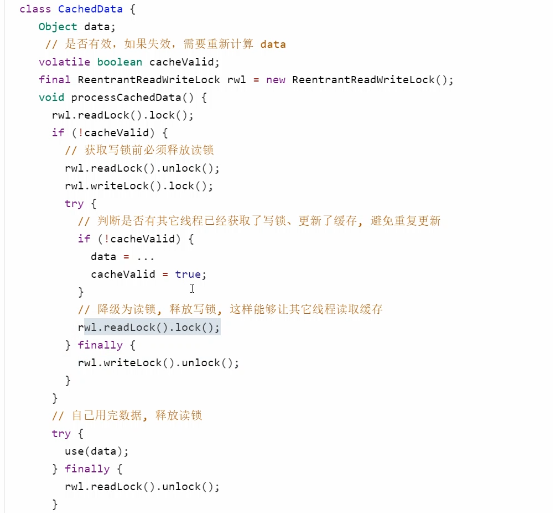 class CachedData {
Object data;
// 是否有效，如果失效，需要重新计算 data
volatile boolean cacheValid;
final ReentrantReadWriteLock rwl = new ReentrantReadWriteLock();
void processCachedData() {
rwl.readLock().lock();
if (!cacheValid) {
// 获取写锁前必须释放读锁
rwl.readLock().unlock();
rwl.writeLock().lock();
try {
// 判断是否有其它线程已经获取了写锁、更新了缓存, 避免重复更新
if (!cacheValid) {
data = ...
cacheValid = true;
}
// 降级为读锁, 释放写锁, 这样能够让其它线程读取缓存
rwl.readLock().lock();
} finally {
rwl.writeLock().unlock();
}
}
// 自己用完数据, 释放读锁
try {
use(data);
} finally {
rwl.readLock().unlock();
}